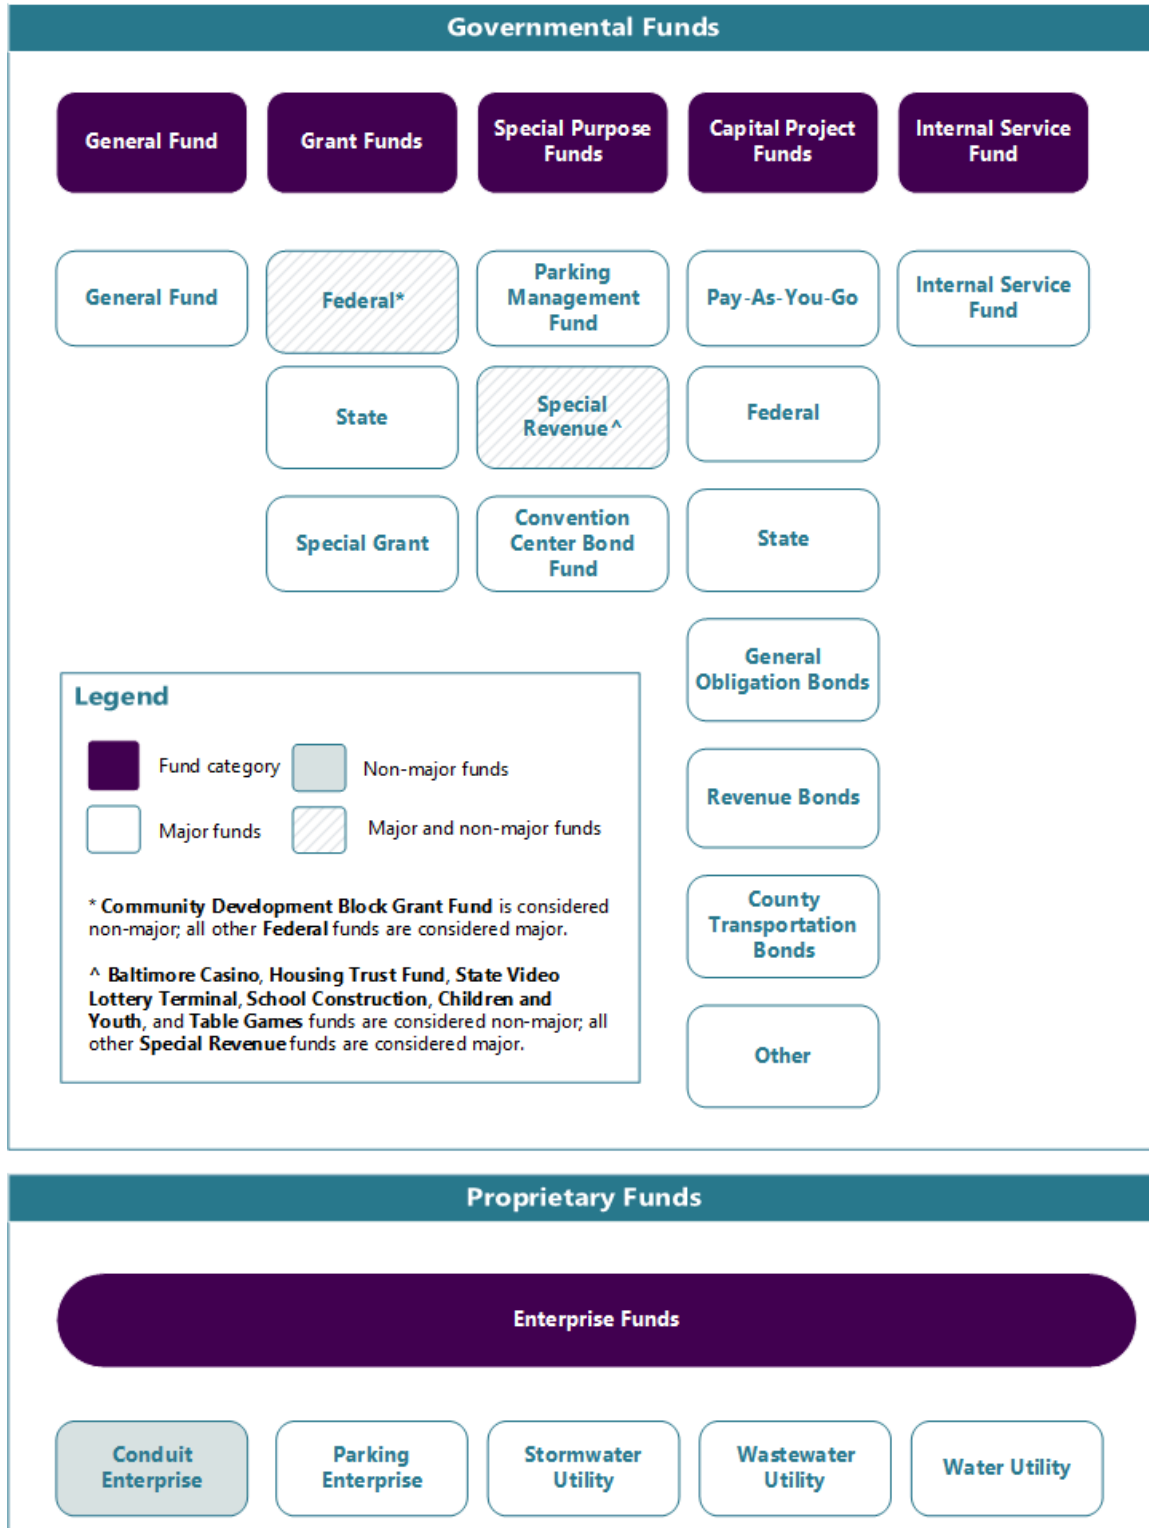 Governmental Funds
General Fund
Grant Funds
Special Purpose
Funds
Capital Project
Funds
Internal Service
Fund
General Fund
Federal*
Parking
Management
Fund
Pay-As-You-Go
Internal Service
Fund
State
Special
Revenue^
Federal
Special Grant
Convention
Center Bond
Fund
State
General
Obligation Bonds
Revenue Bonds
County
Transportation
Bonds
Other
Legend
Fund category
Non-major funds
Major funds
Major and non-major funds
* Community Development Block Grant Fund is considered
non-major; all other Federal funds are considered major.
^ Baltimore Casino, Housing Trust Fund, State Video
Lottery Terminal, School Construction, Children and
Youth, and Table Games funds are considered non-major; all
other Special Revenue funds are considered major.
Proprietary Funds
Enterprise Funds
Conduit
Enterprise
Parking
Enterprise
Stormwater
Utility
Wastewater
Utility
Water Utility